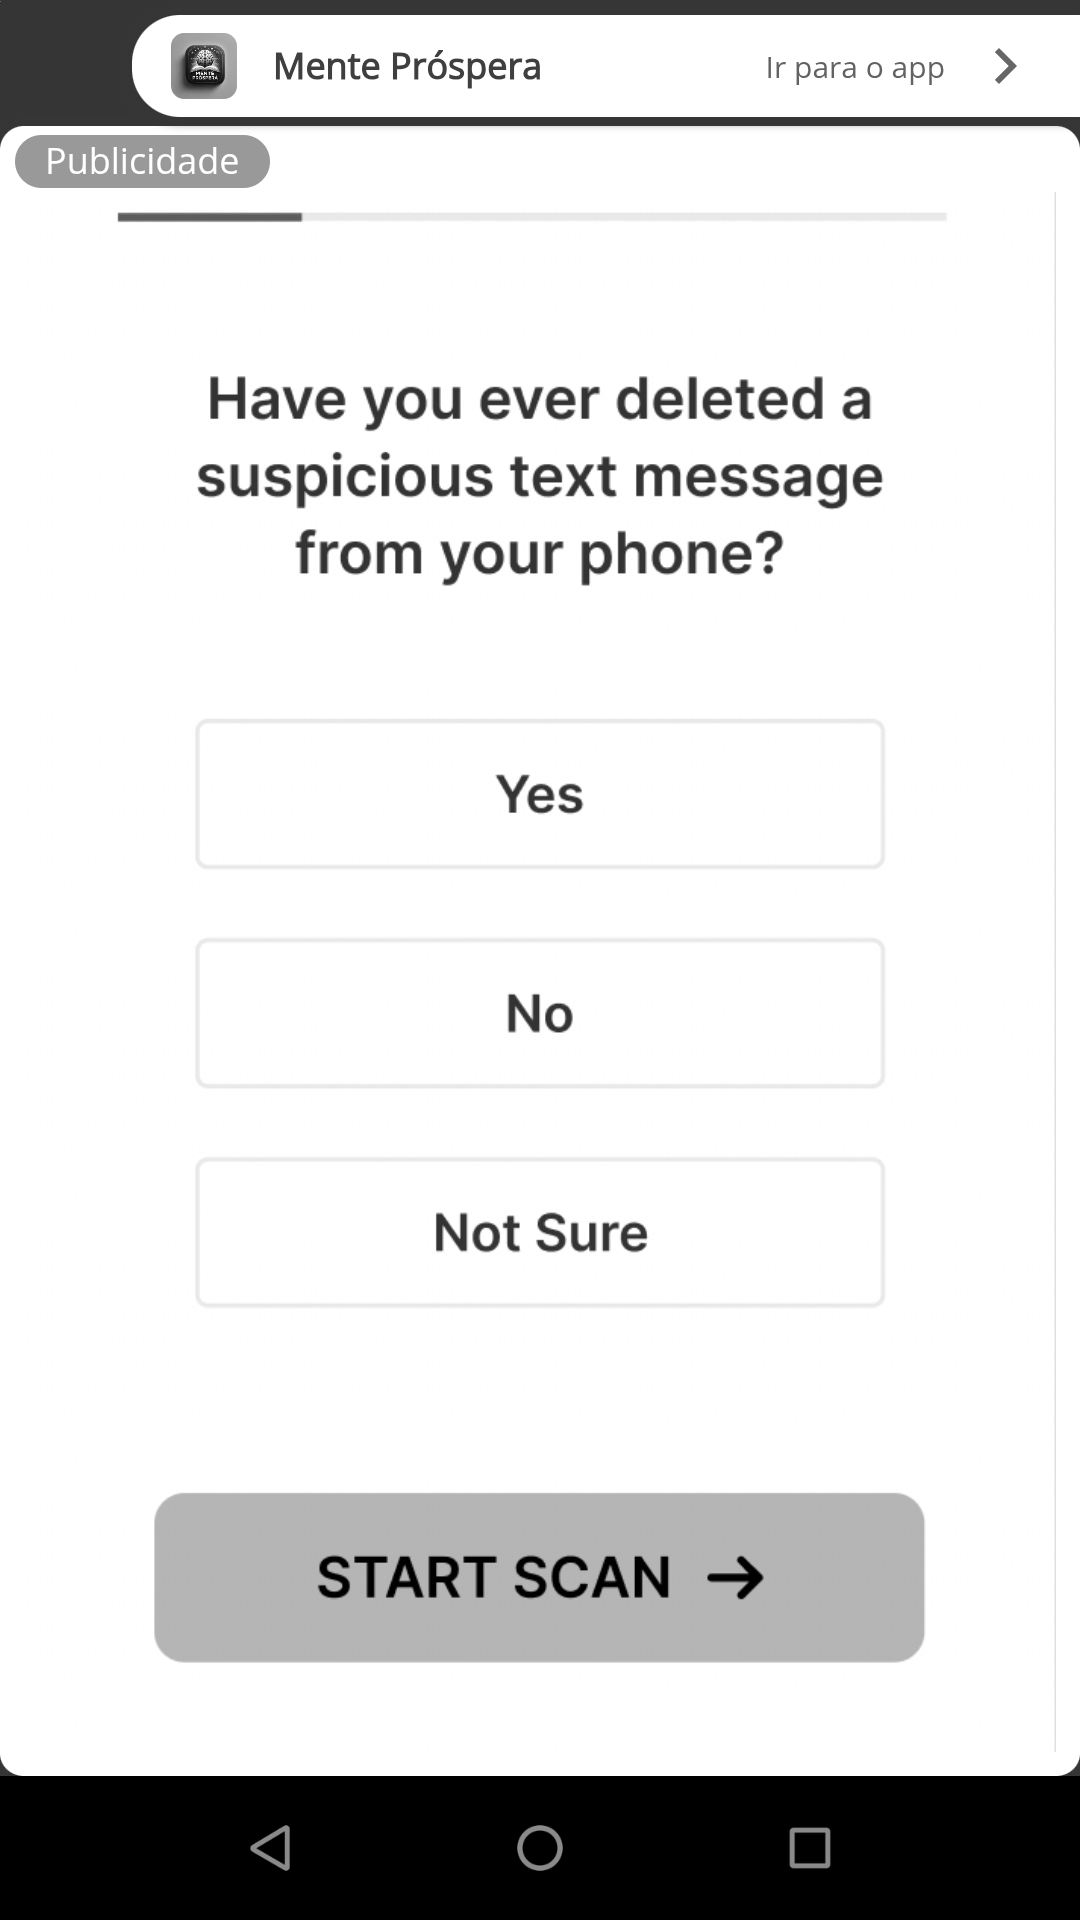 Mente Próspera
Ir para o app
Publicidade
Have you ever deleted a
suspicious text message
from your phone?
Yes
No
Not Sure
START SCAN →